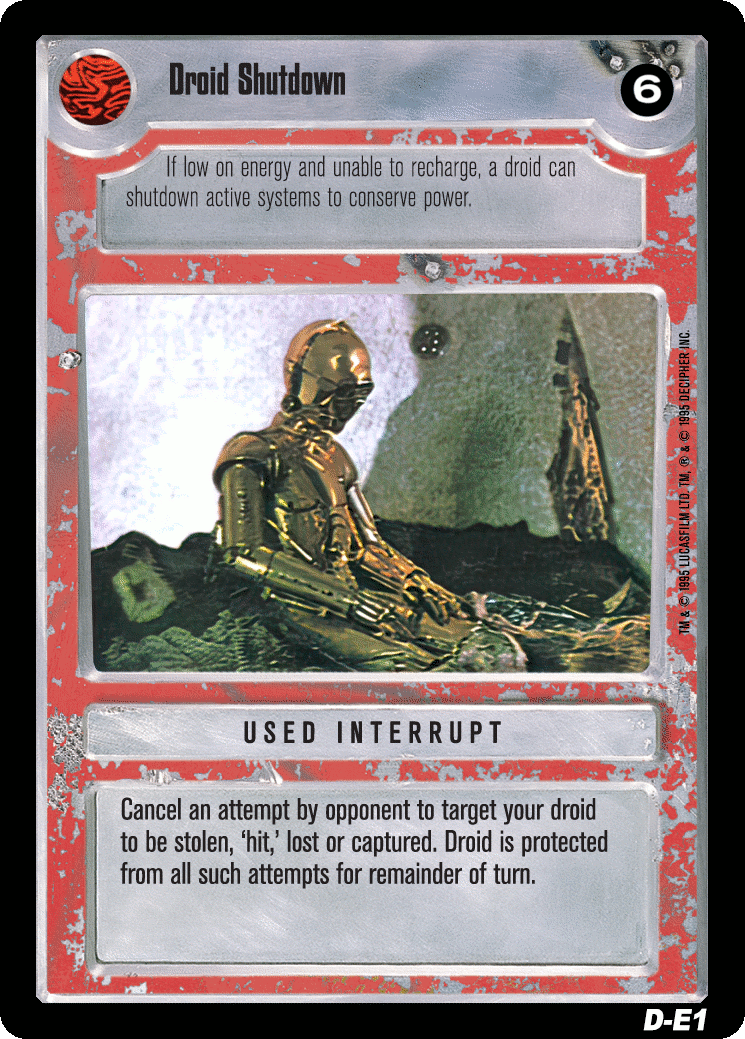 Droid Shutdown
6
If low on energy and unable to recharge, a droid can
shutdown active systems to conserve power.
TM & © 1995 LUCASFILM LTD. TM, ® & © 1995 DECIPHER INC.
USED INTERRUPT
Cancel an attempt by opponent to target your droid
to be stolen, ‘hit,’ lost or captured. Droid is protected
from all such attempts for remainder of turn.
D-E1